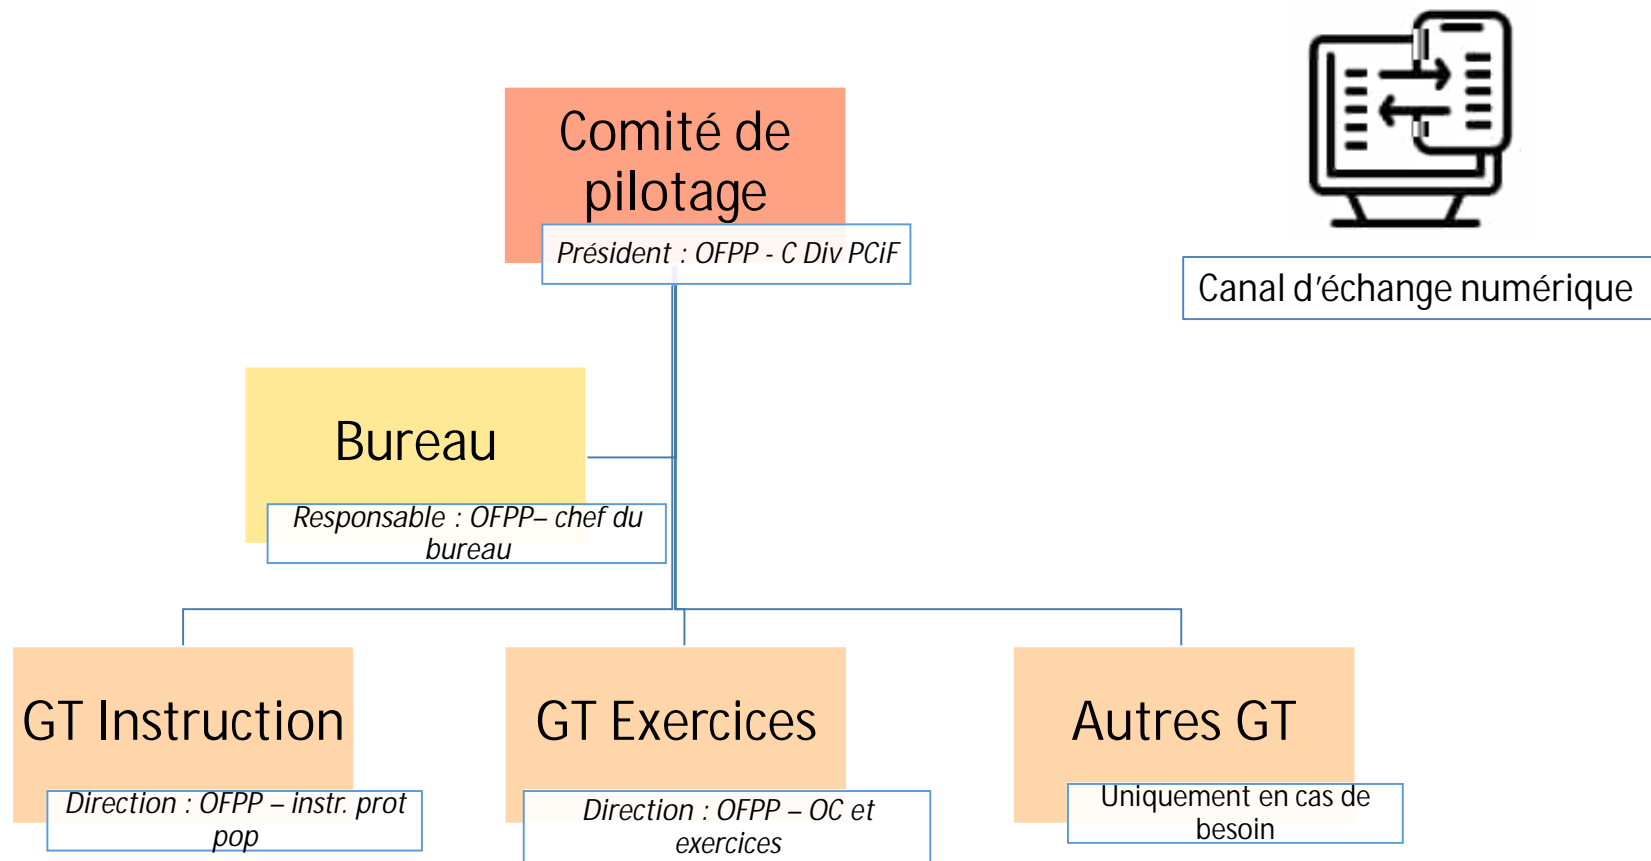 Comité de
pilotage
Président : OFPP - C Div PCiF
Canal d’échange numérique
Bureau
Responsable : OFPP– chef du
bureau
GT Instruction
Direction : OFPP – instr. prot
pop
GT Exercices
Direction : OFPP – OC et
exercices
Autres GT
Uniquement en cas de
besoin